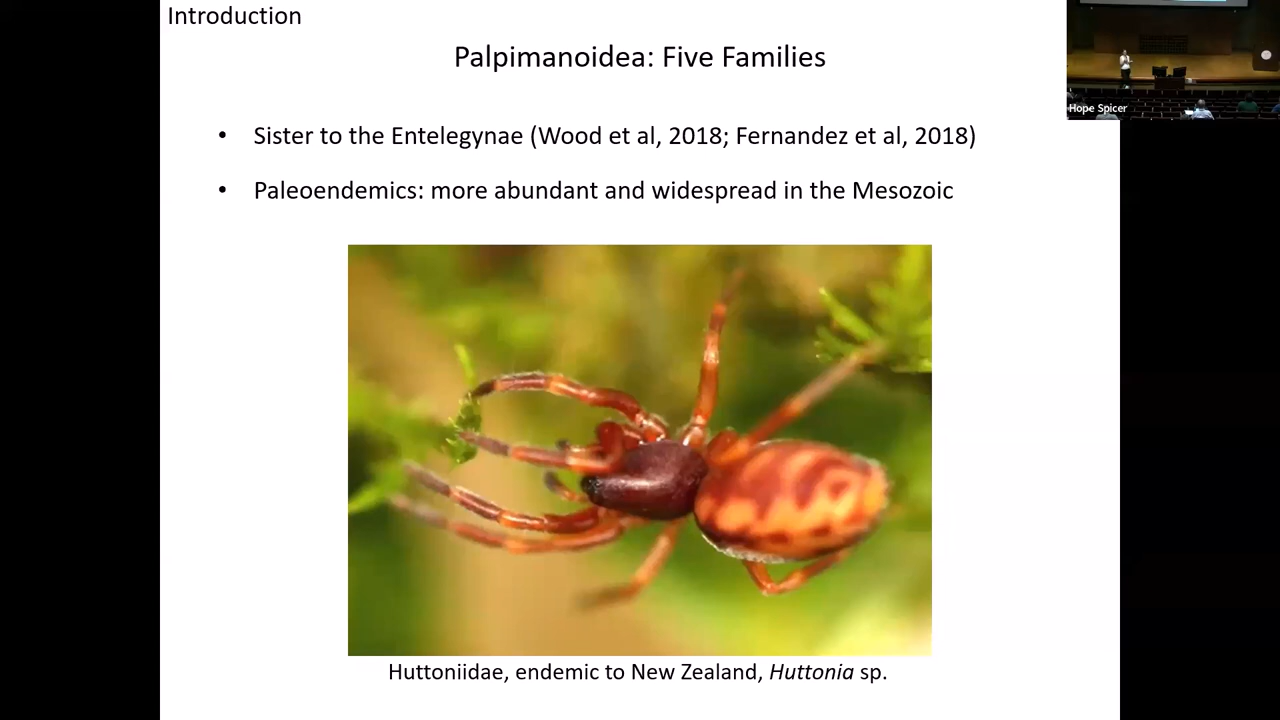 Introduction
Palpimanoidea: Five Families
• Sister to the Entelegynae (Wood et al, 2018; Fernandez et al, 2018)
• Paleoendemics: more abundant and widespread in the Mesozoic
Huttoniidae, endemic to New Zealand, Huttonia sp.
Hope Spicer